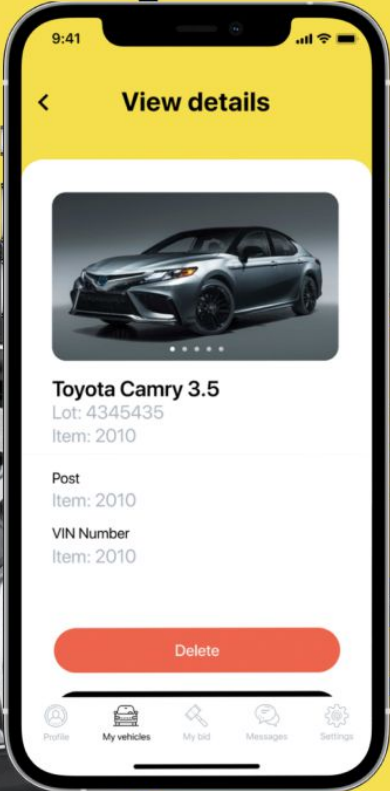 9:41
View details
Toyota Camry 3.5
Lot: 4345435
Item: 2010
Post
Item: 2010
VIN Number
Item: 2010
Delete
Profile
My vehicles
My bid
Messages
Settings